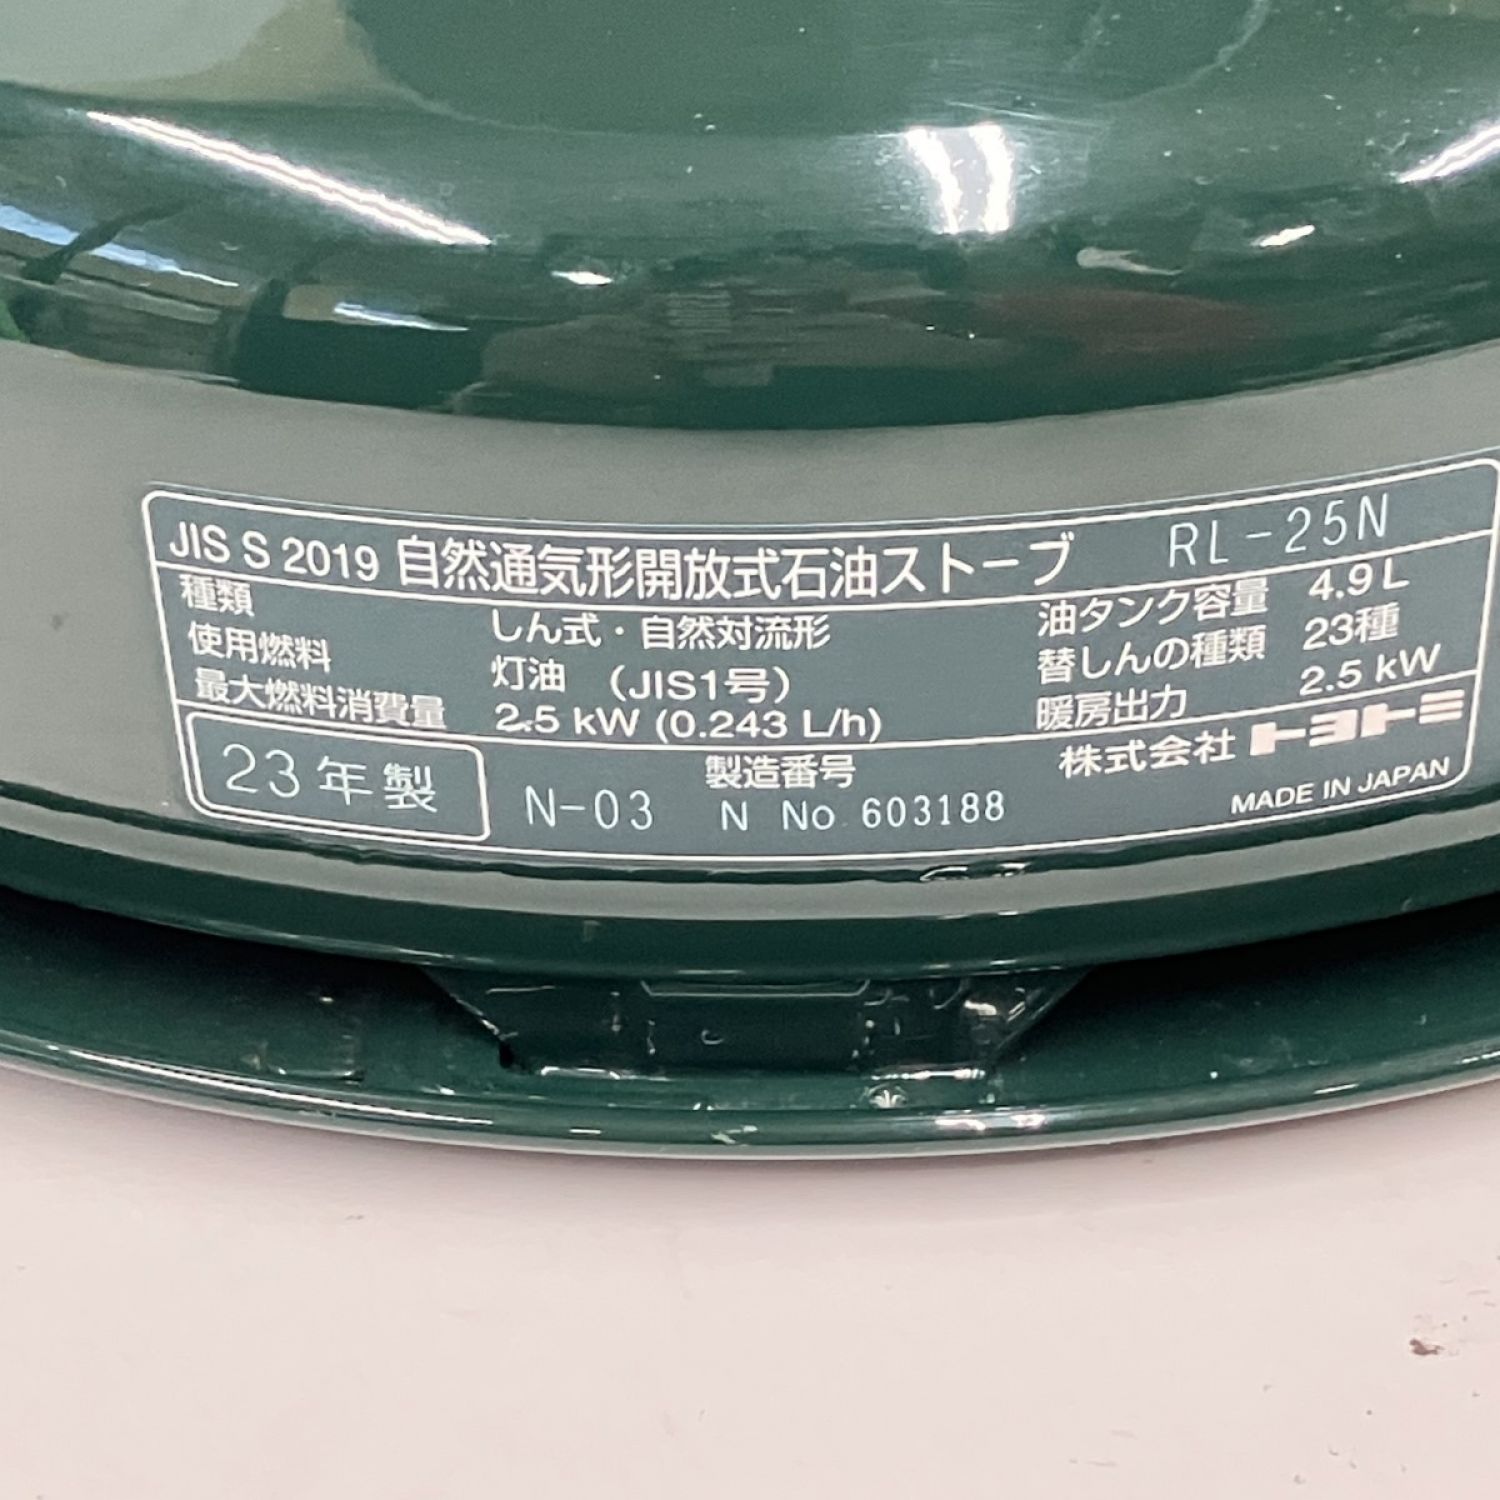 JIS S 2019 自然通気形開放式石油ストーブ RL-25N
種類 しん式・自然対流形 油タンク容量 4.9L
使用燃料 灯油 (JIS1号) 替しんの種類 23種
最大燃料消費量 2.5 kW (0.243 L/h) 暖房出力 2.5 kW
23年製 N-03 製造番号 株式会社 トヨトミ
N No. 603188 MADE IN JAPAN